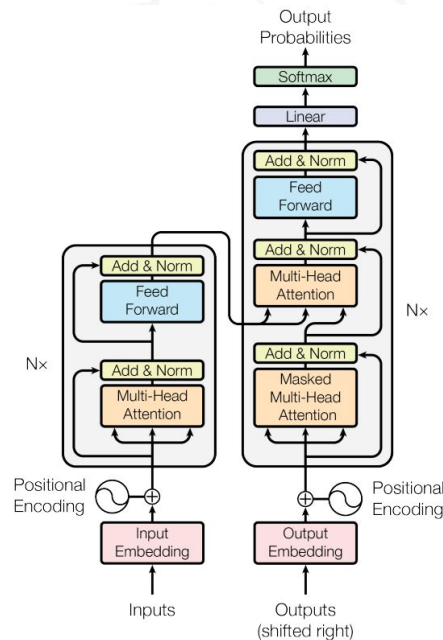 Output
Probabilities
Softmax
Linear
Add & Norm
Feed
Forward
Add & Norm
Multi-Head
Attention
Nx
Add & Norm
Masked
Multi-Head
Attention
Positional
Encoding
Output
Embedding
Outputs
(shifted right)
Add & Norm
Feed
Forward
Nx
Add & Norm
Multi-Head
Attention
Positional
Encoding
Input
Embedding
Inputs